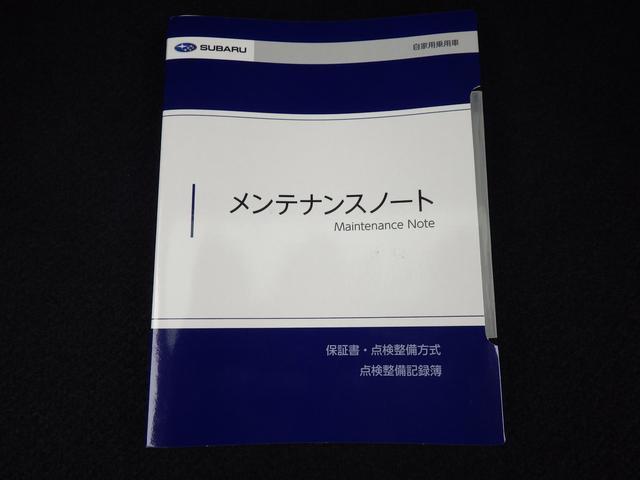 SUBARU
自家用乗用車
メンテナンスノート
Maintenance Note
保証書・点検整備方式
点検整備記録簿